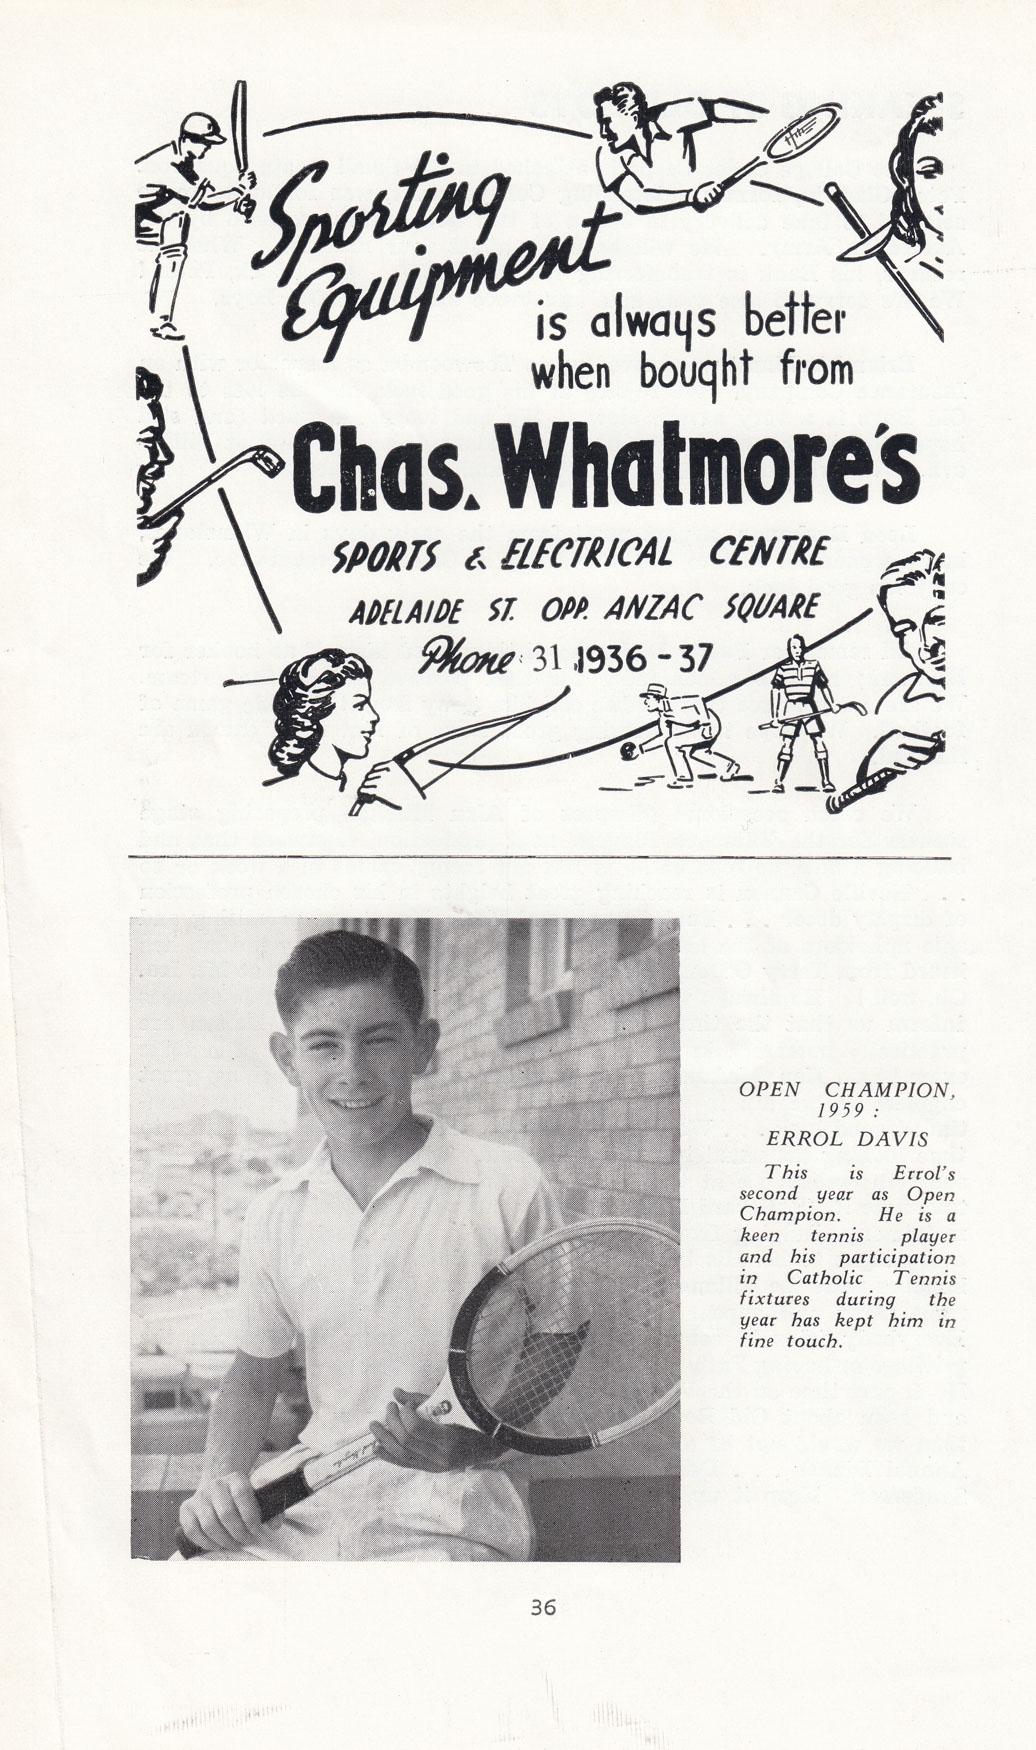 Sporting
Equipment
is always better
when bought from
Chas. Whatmore's
SPORTS & ELECTRICAL CENTRE
ADELAIDE ST. OPP. ANZAC SQUARE
Phone 31 1936-37
OPEN CHAMPION,
1959 :
ERROL DAVIS
This is Errol's
second year as Open
Champion. He is a
keen tennis player
and his participation
in Catholic Tennis
fixtures during the
year has kept him in
fine touch.
36